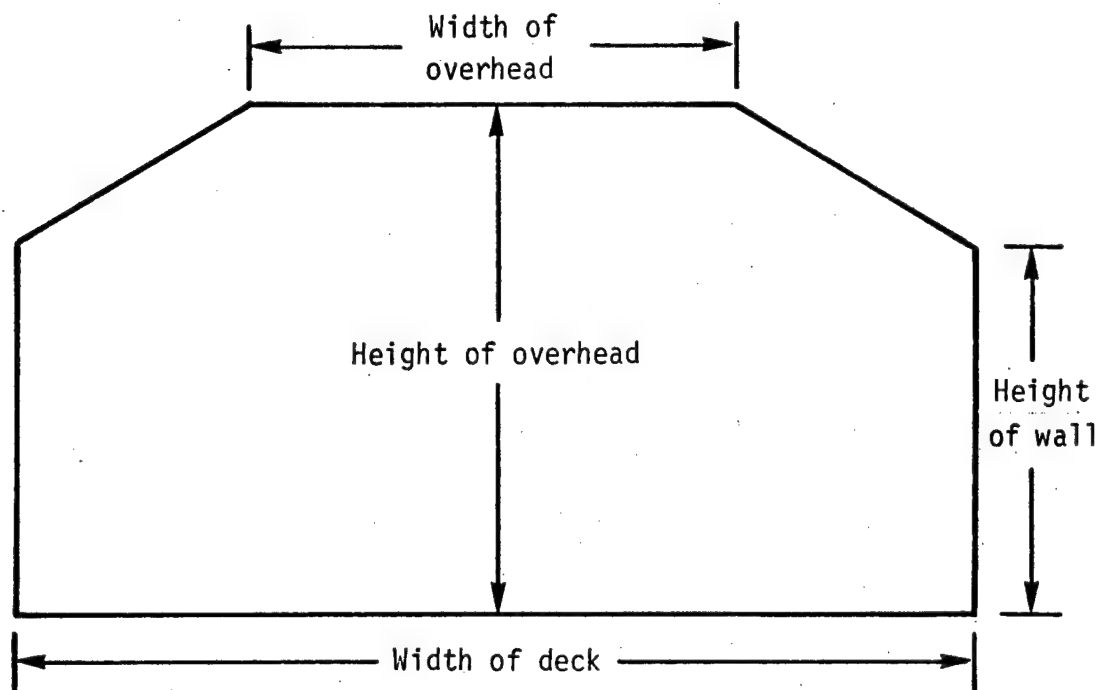 Width of
overhead
Height of overhead
Height
of wall
Width of deck